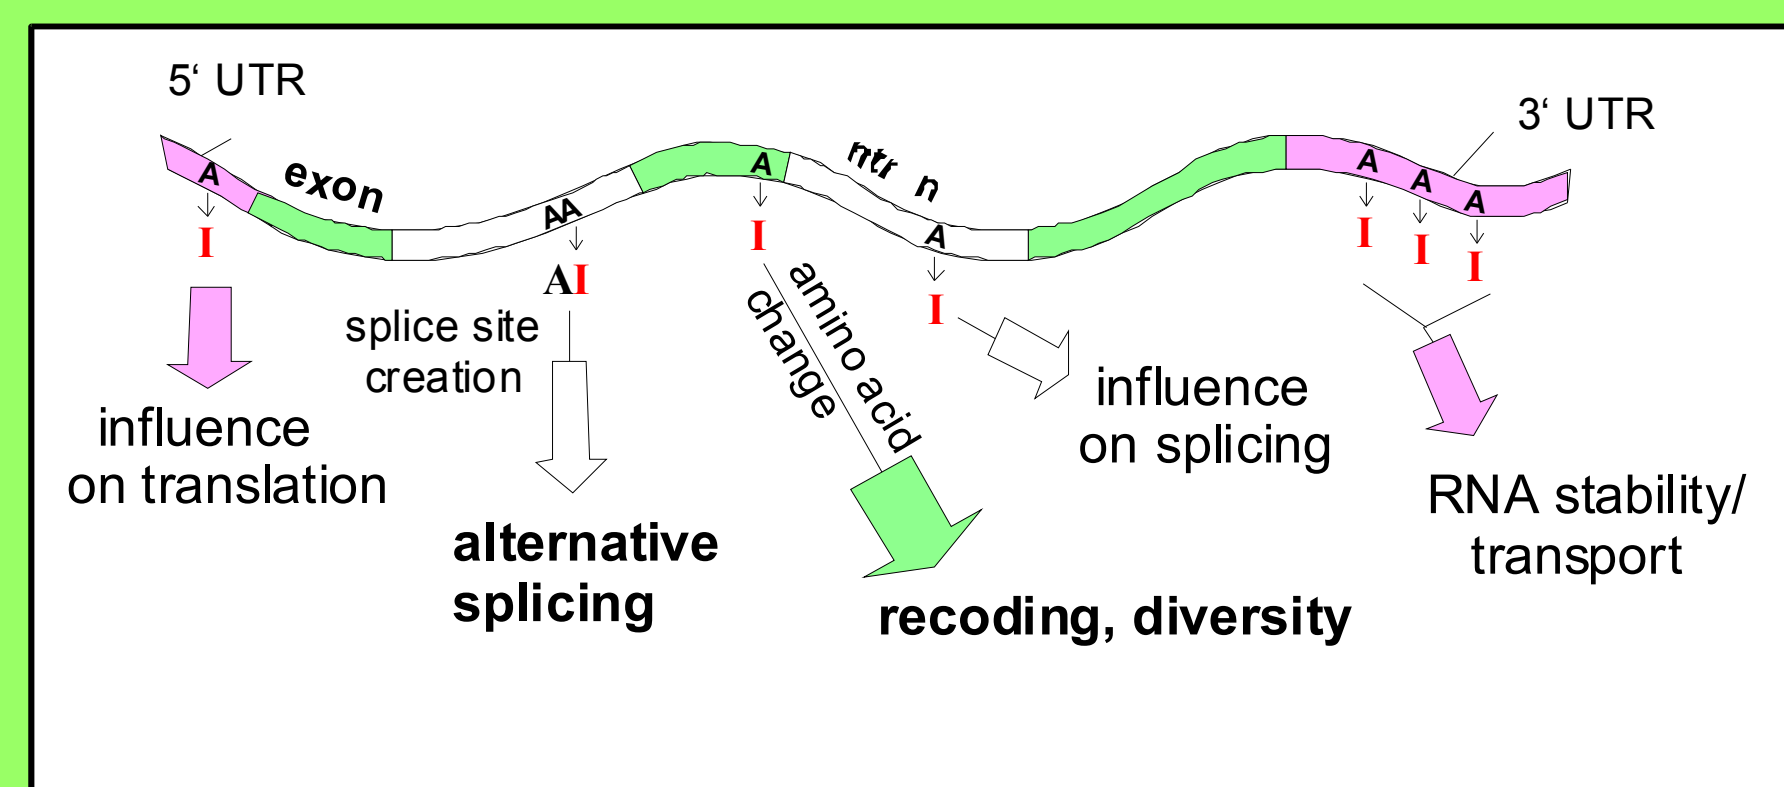 5‘ UTR
3‘ UTR
exon
A
AA
A
A
A
A
A
I
AI
I
I
I
I
I
splice site
creation
amino acid
change
influence
on translation
influence
on splicing
alternative
splicing
recoding, diversity
RNA stability/
transport